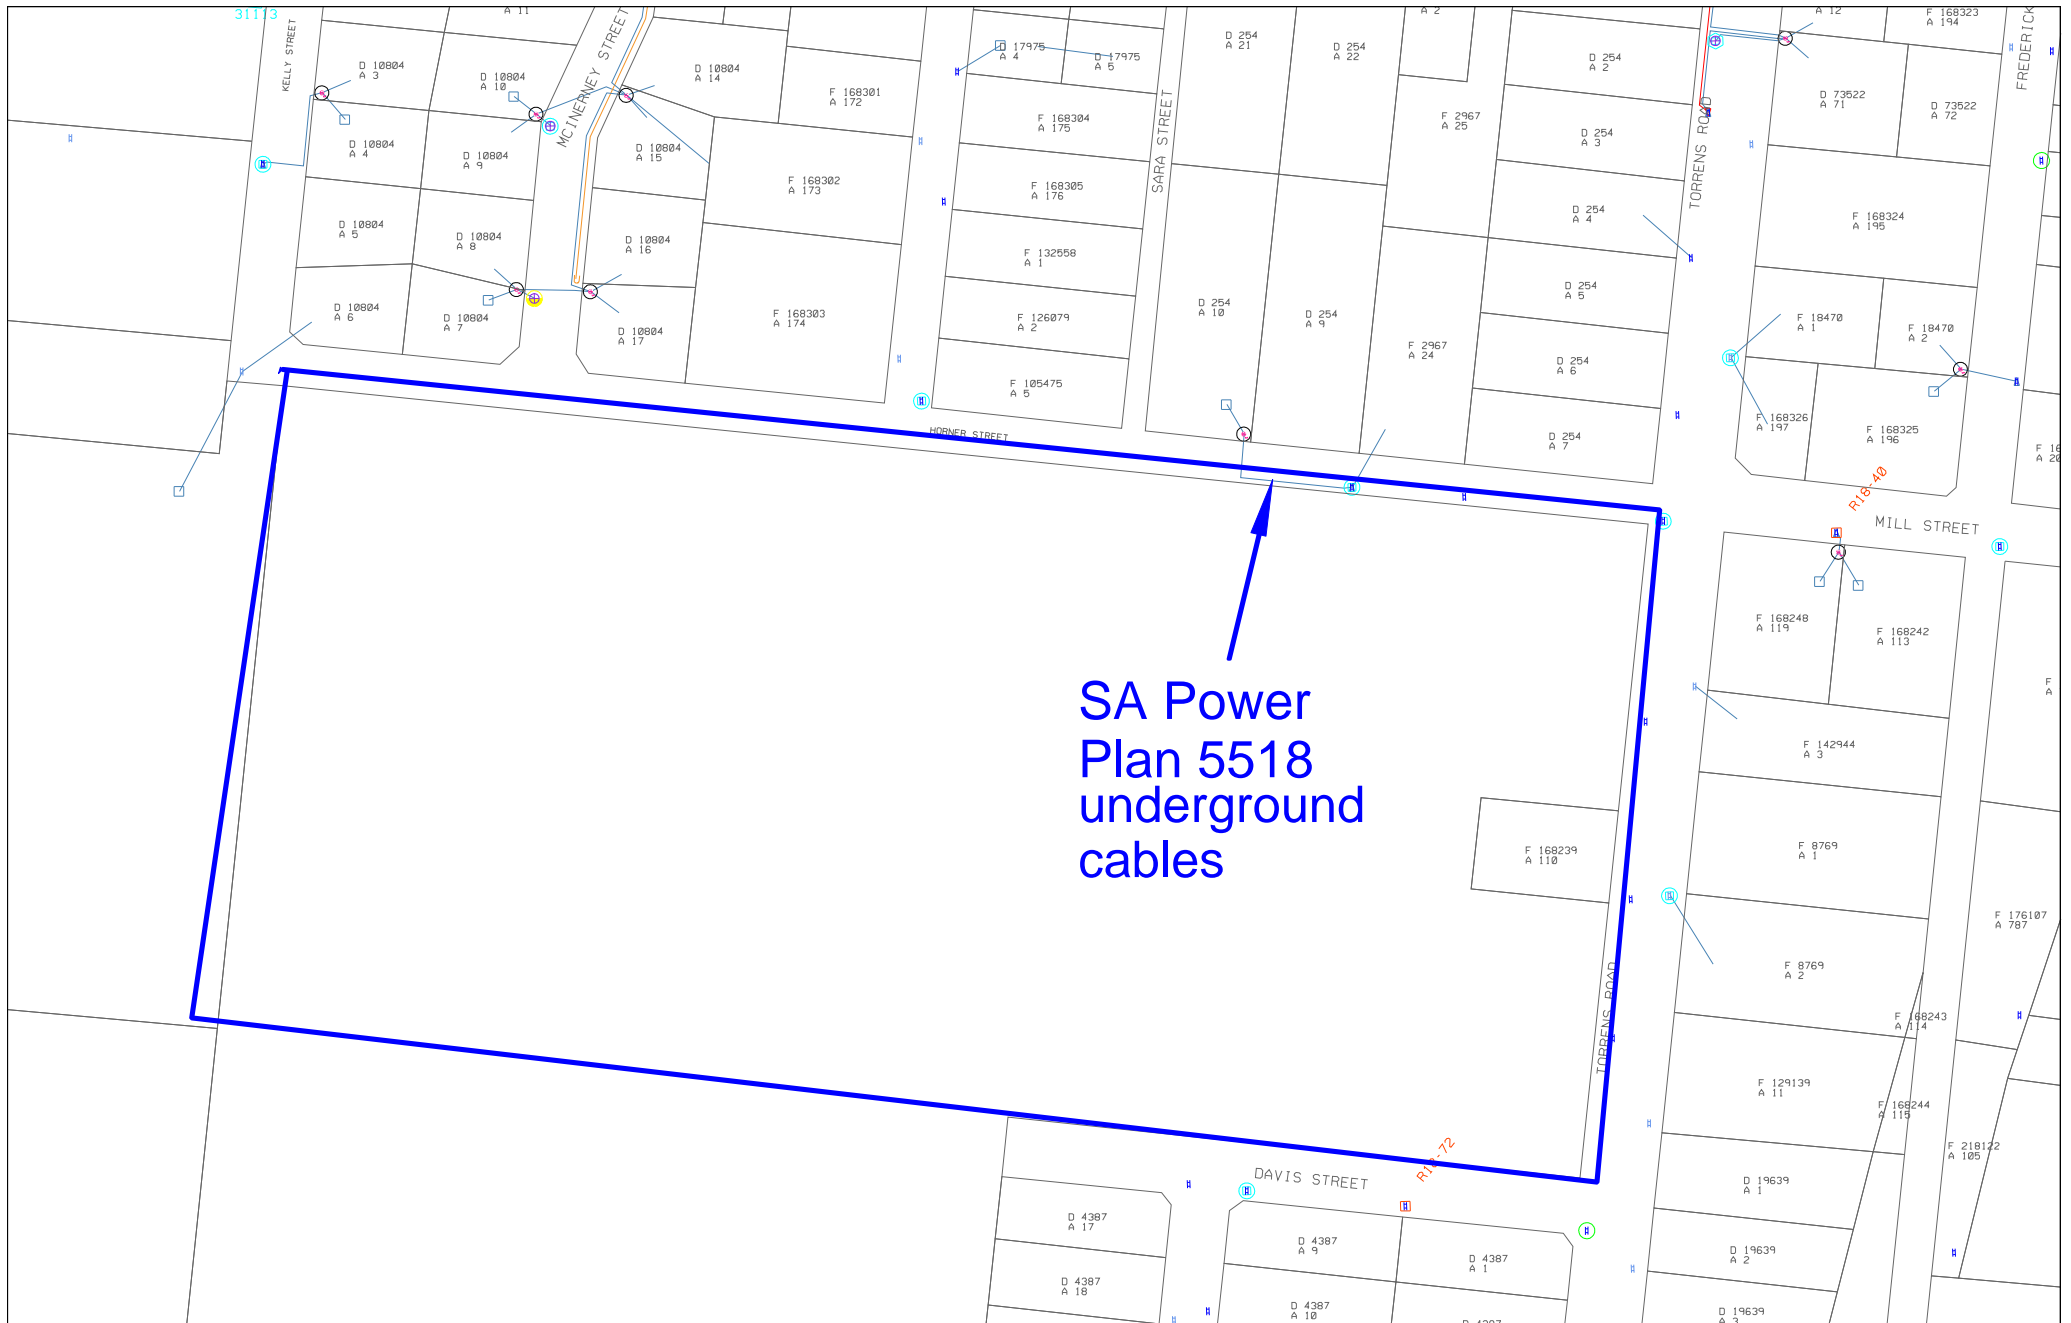 31113
KELLY STREET
A 11
MCINERNEY STREET
D 10804
A 3
D 10804
A 10
D 10804
A 14
F 168301
A 172
D 17975
A 4
D 17975
A 5
D 254
A 21
D 254
A 22
A 2
D 254
A 2
A 12
F 168323
A 194
FREDERICK
D 10804
A 4
D 10804
A 9
D 10804
A 15
F 168304
A 175
SARA STREET
F 2967
A 25
D 254
A 3
TORRENS ROAD
D 73522
A 71
D 73522
A 72
F 168302
A 173
F 168305
A 176
D 10804
A 5
D 10804
A 8
D 10804
A 16
F 132558
A 1
D 254
A 4
F 168324
A 195
D 10804
A 6
D 10804
A 7
D 10804
A 17
F 168303
A 174
F 126079
A 2
D 254
A 10
D 254
A 9
D 254
A 5
F 18470
A 1
F 18470
A 2
F 2967
A 24
D 254
A 6
F 105475
A 5
HORNER STREET
D 254
A 7
F 168326
A 197
F 168325
A 196
F 16
A 20
R18-40
MILL STREET
F 168248
A 119
F 168242
A 113
SA Power
Plan 5518
underground
cables
F
A
F 142944
A 3
F 168239
A 110
F 8769
A 1
F 176107
A 787
F 8769
A 2
TORRENS ROAD
F 168243
A 114
F 129139
A 11
F 168244
A 115
F 218122
A 105
DAVIS STREET
D 19639
A 1
D 4387
A 17
D 4387
A 9
D 4387
A 1
D 19639
A 2
D 4387
A 18
D 4387
A 10
D 19639
A 3